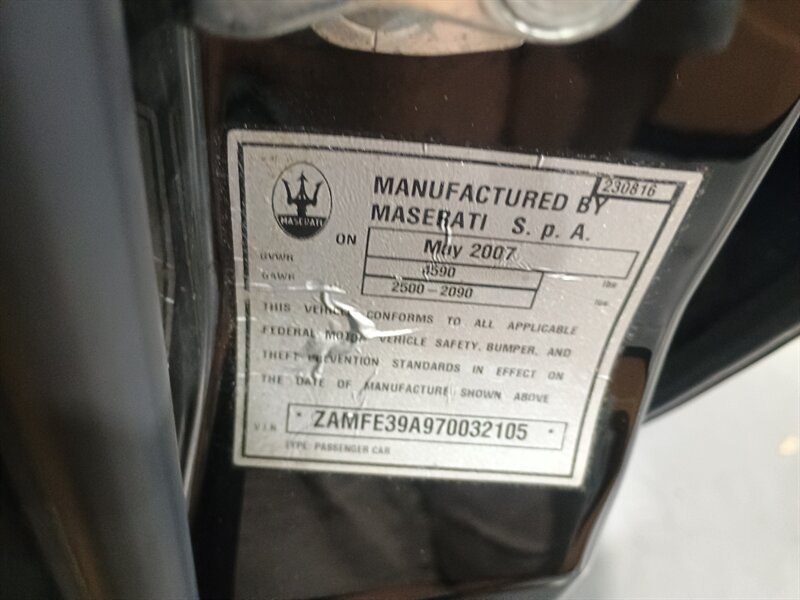 230816
MASERATI
MANUFACTURED BY
MASERATI S. p. A.
ON May 2007
GVWR 4590 lbs
GAWR 2500-2090 lbs
THIS VEHICLE CONFORMS TO ALL APPLICABLE
FEDERAL MOTOR VEHICLE SAFETY, BUMPER, AND
THEFT PREVENTION STANDARDS IN EFFECT ON
THE DATE OF MANUFACTURE SHOWN ABOVE
V.I.N * ZAMFE39A970032105 *
TYPE PASSENGER CAR